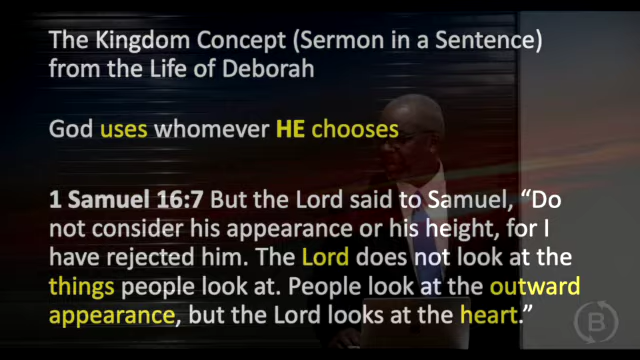 The Kingdom Concept (Sermon in a Sentence)
from the Life of Deborah
God uses whomever HE chooses
1 Samuel 16:7 But the Lord said to Samuel, “Do
not consider his appearance or his height, for I
have rejected him. The Lord does not look at the
things people look at. People look at the outward
appearance, but the Lord looks at the heart.”
B